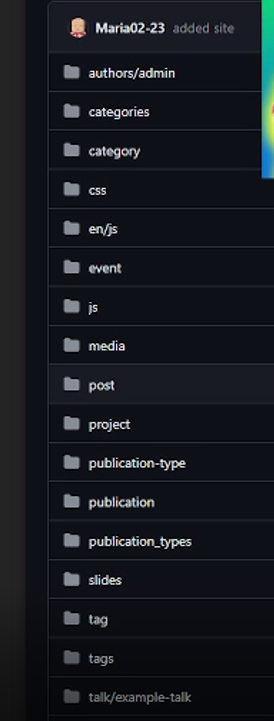 Maria02-23 added site
authors/admin
categories
category
css
en/js
event
js
media
post
project
publication-type
publication
publication_types
slides
tag
tags
talk/example-talk